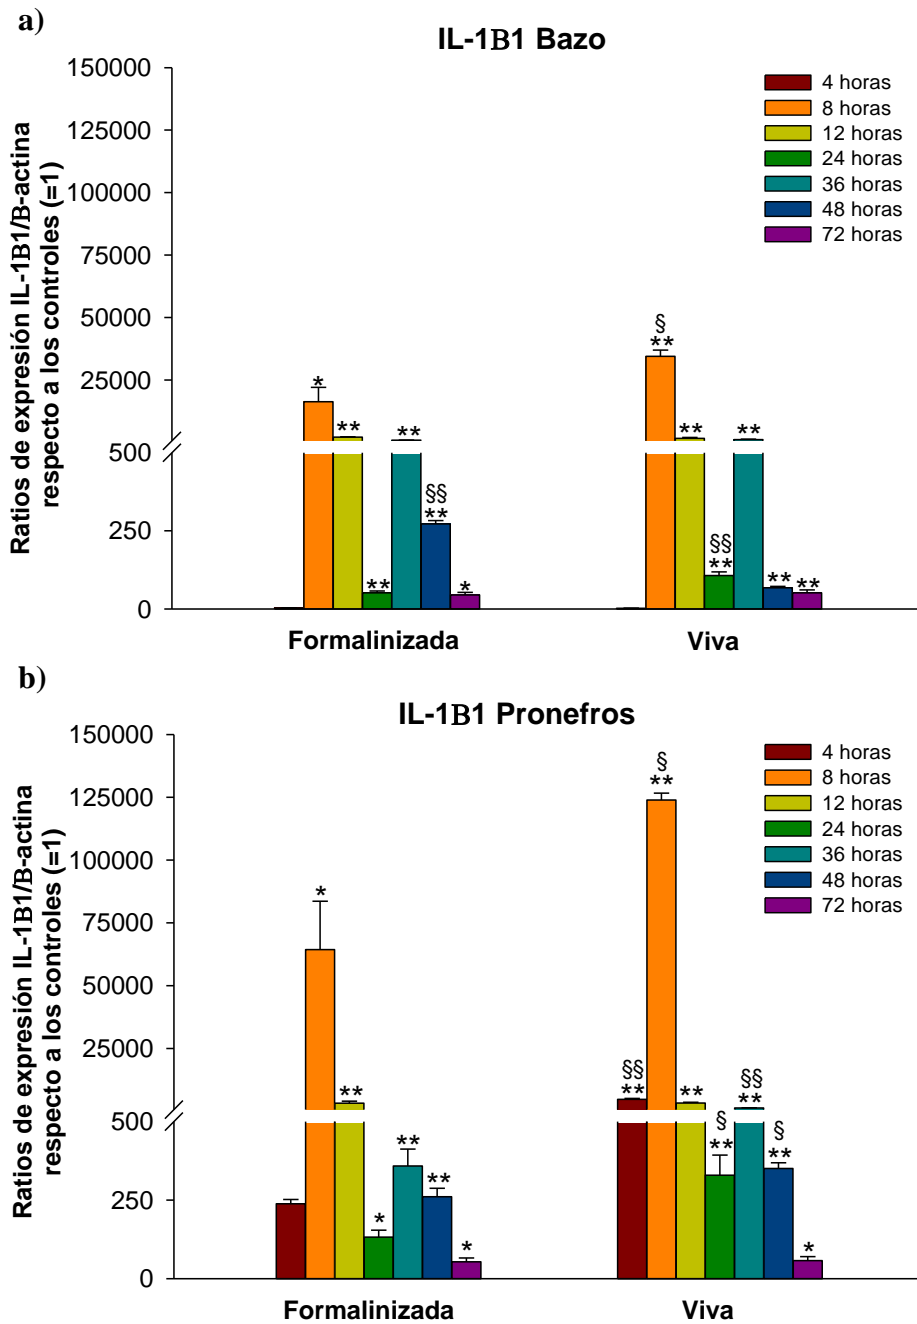 a)
IL-1B1 Bazo
Ratios de expresión IL-1B1/B-actina
respecto a los controles (=1)
150000
125000
100000
75000
50000
25000
500
250
0
4 horas
8 horas
12 horas
24 horas
36 horas
48 horas
72 horas
*
**
**
**
§§
**
*
§
**
**
§§
**
**
**
**
Formalinizada
Viva
b)
IL-1B1 Pronefros
Ratios de expresión IL-1B1/B-actina
respecto a los controles (=1)
150000
125000
100000
75000
50000
25000
500
250
0
4 horas
8 horas
12 horas
24 horas
36 horas
48 horas
72 horas
*
**
*
**
**
*
§§
**
§
**
**
§
**
§§
**
§
**
*
Formalinizada
Viva